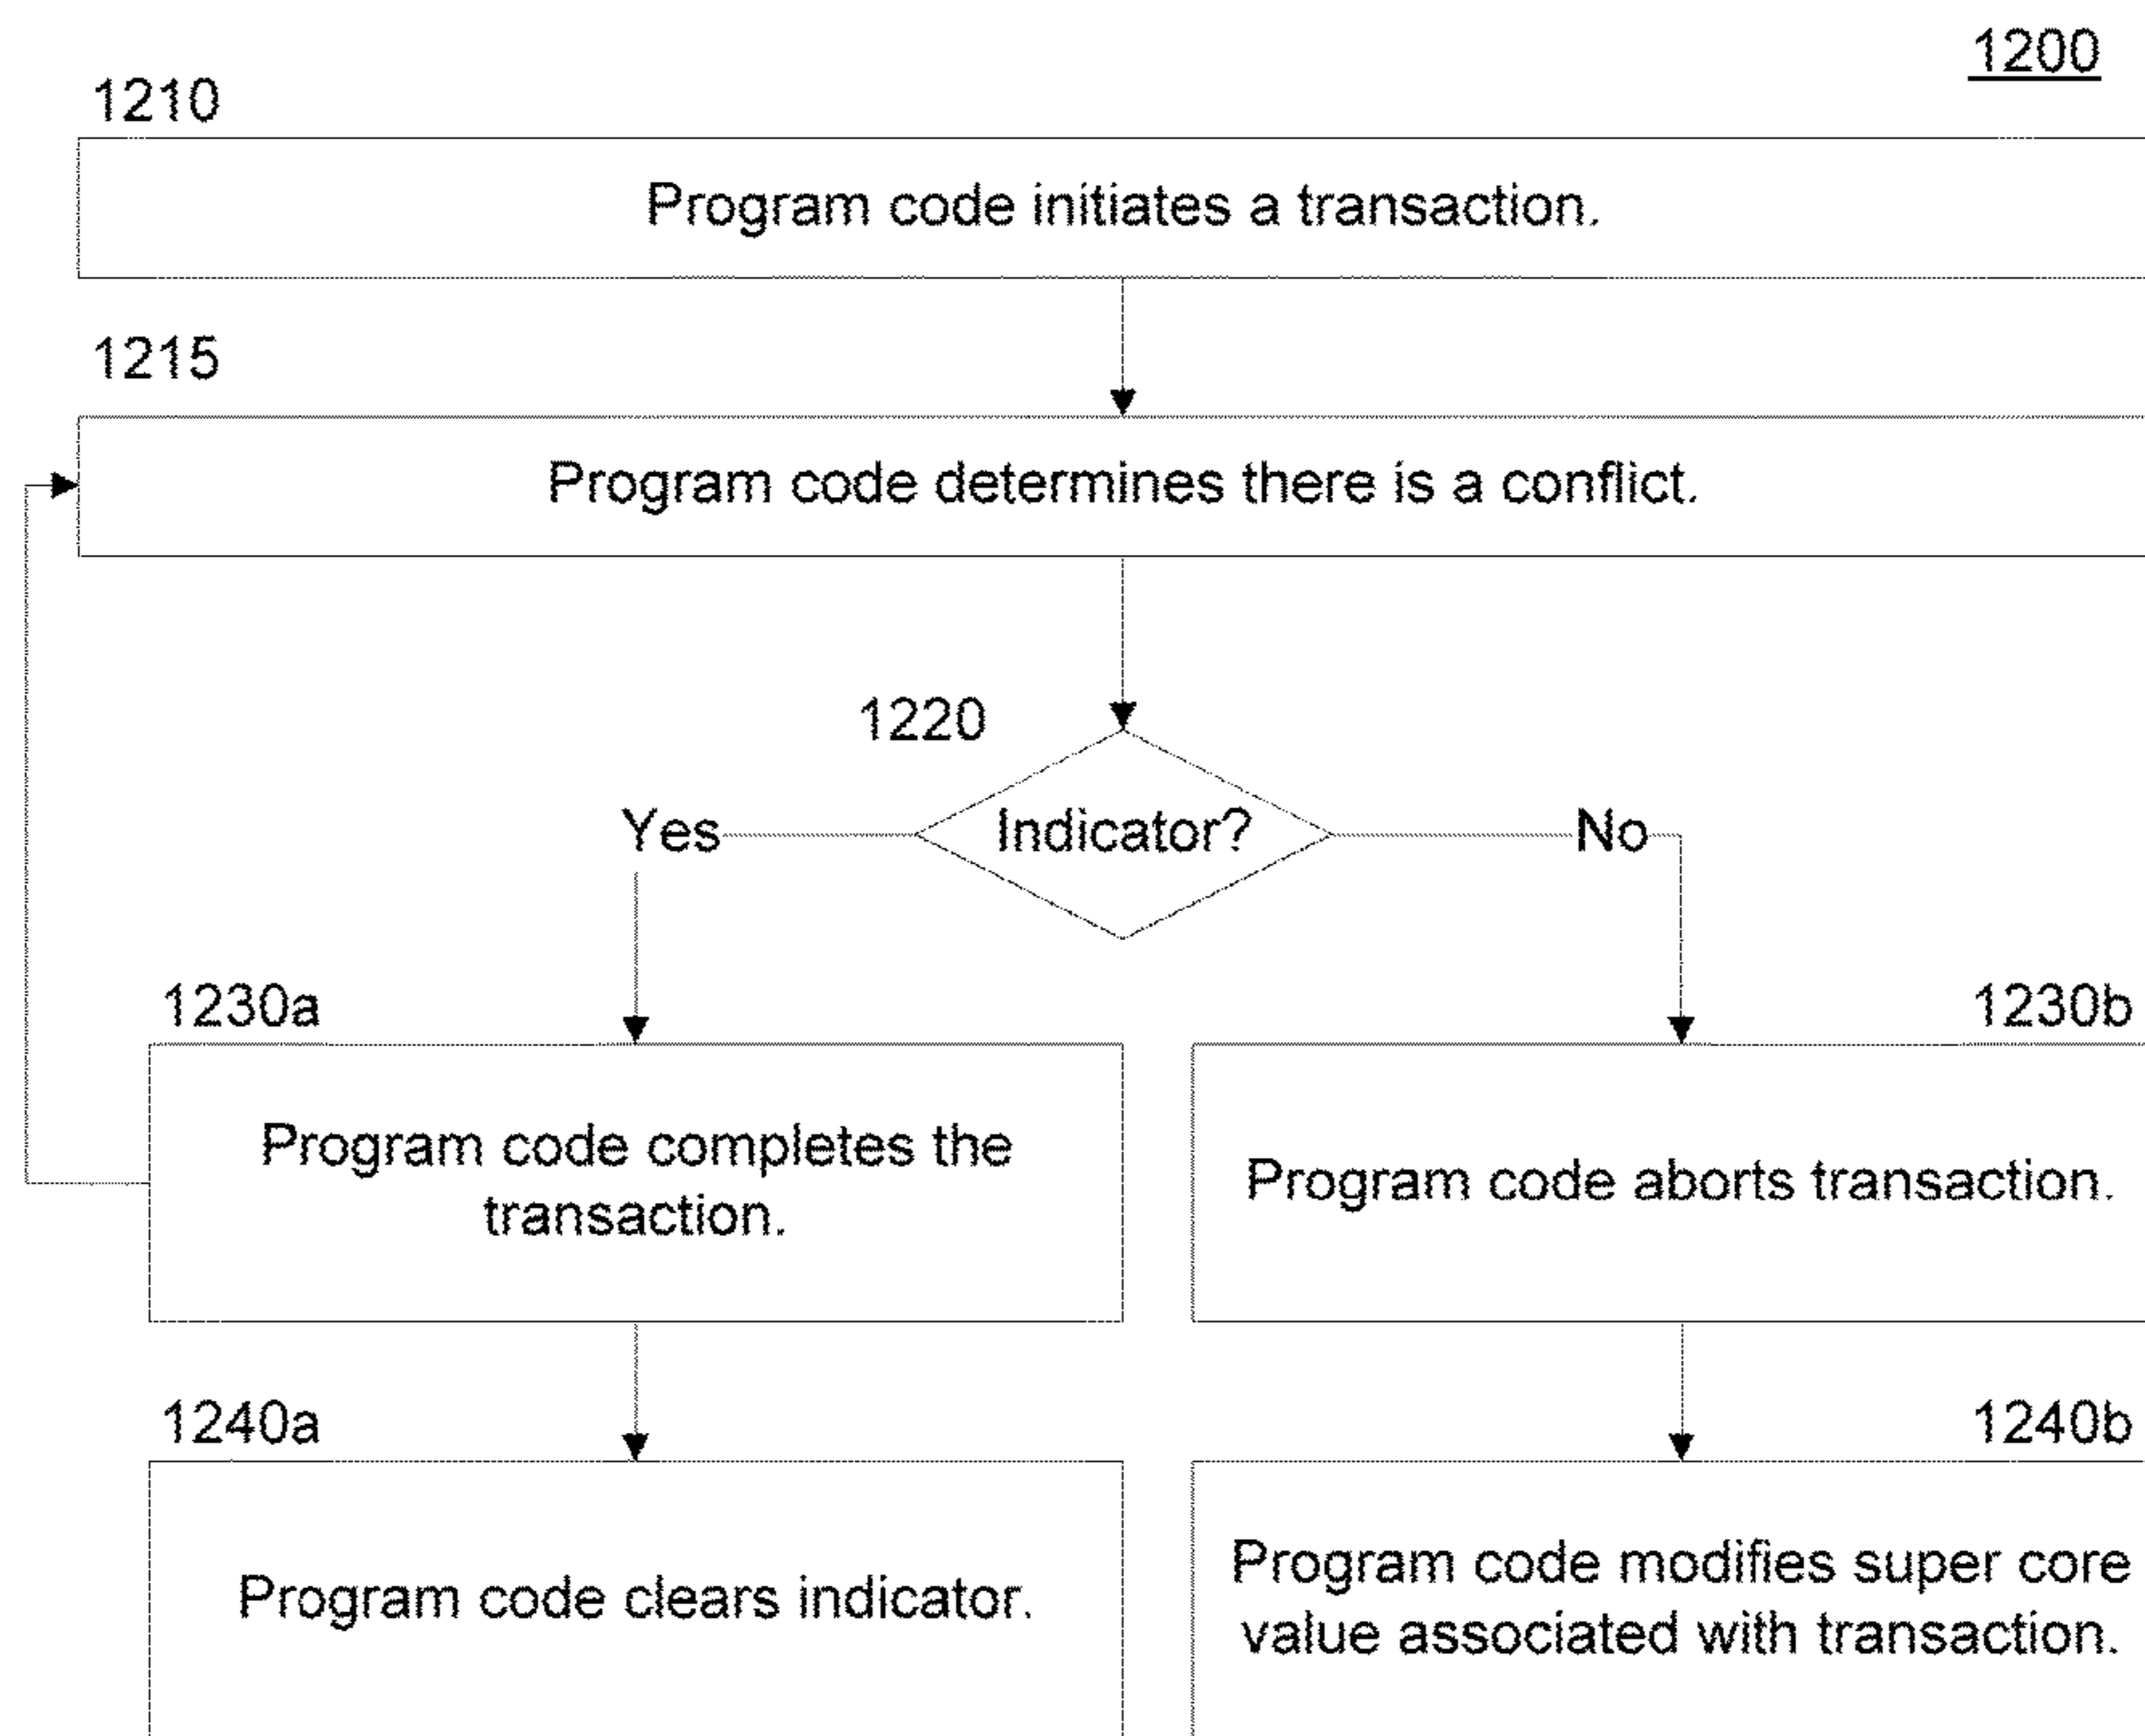 1200
1210
Program code initiates a transaction.
1215
Program code determines there is a conflict.
1220
Indicator?
Yes
No
1230a
1230b
Program code completes the
transaction.
Program code aborts transaction.
1240a
1240b
Program code clears indicator.
Program code modifies super core
value associated with transaction.